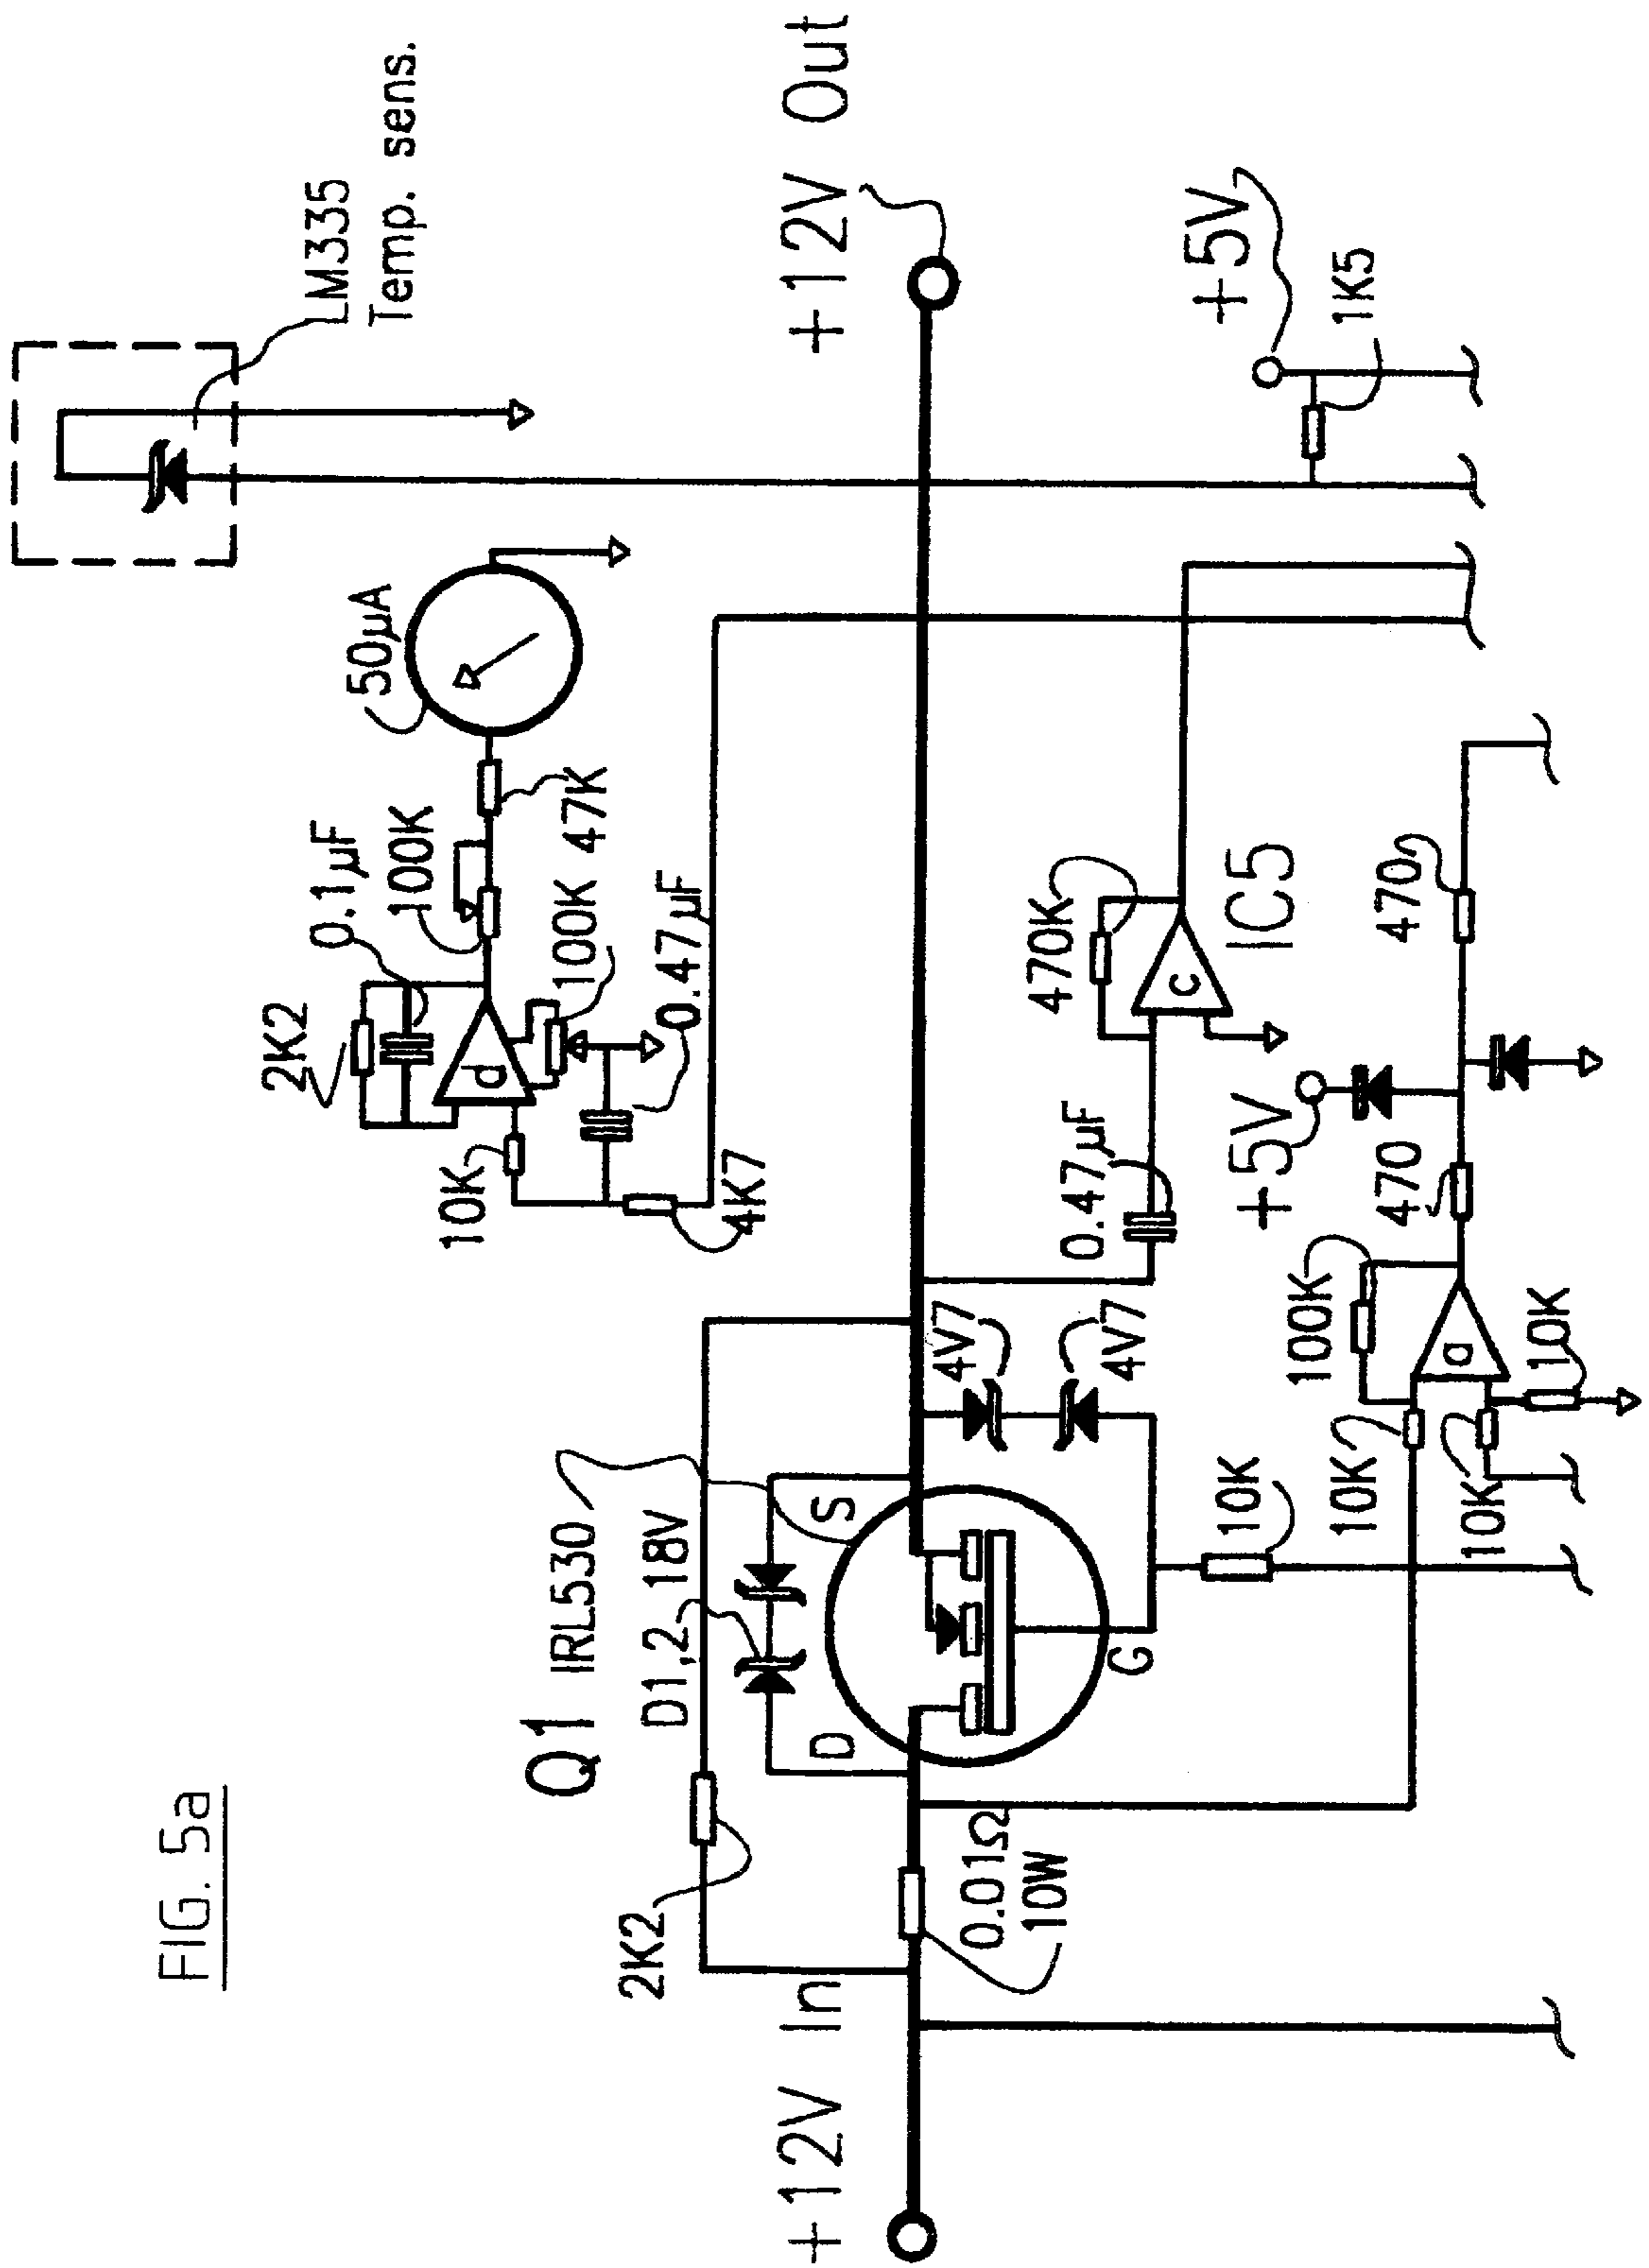 FIG. 5a
LM335
Temp. sens.
50µA
0.1µF
2K2
100K
47K
100K
10K
0.47µF
4K7
+12V Out
+12V In
Q1 IRL530
D1,2 18V
2K2
D
S
G
0.01Ω
10W
4V7
4V7
d
470K
0.47µF
c
IC5
+5V
1K5
10K
100K
10K
10K
a
10K
470
+5V
470